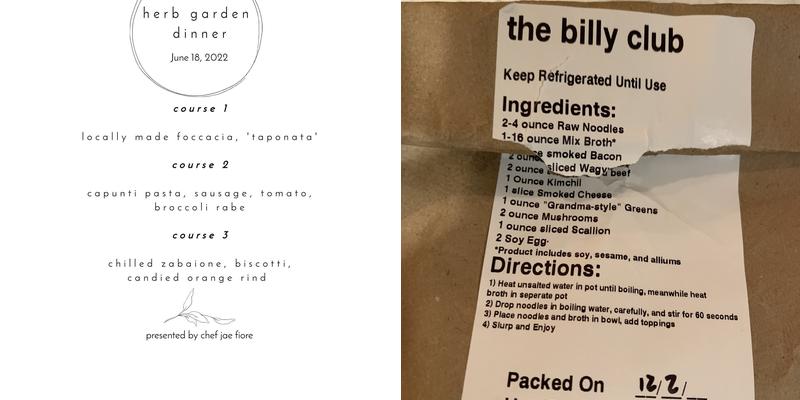 herb garden
dinner
June 18, 2022
course 1
locally made foccacia, 'taponata'
course 2
capunti pasta, sausage, tomato,
broccoli rabe
course 3
chilled zabaione, biscotti,
candied orange rind
presented by chef jae fiore
the billy club
Keep Refrigerated Until Use
Ingredients:
2-4 ounce Raw Noodles
1-16 ounce Mix Broth*
2 ounce smoked Bacon
2 ounce sliced Wagyu beef
1 Ounce Kimchii
1 slice Smoked Cheese
1 ounce "Grandma-style" Greens
2 ounce Mushrooms
1 ounce sliced Scallion
2 Soy Egg
*Product includes soy, sesame, and alliums
Directions:
1) Heat unsalted water in pot until boiling, meanwhile heat
broth in seperate pot
2) Drop noodles in boiling water, carefully, and stir for 60 seconds
3) Place noodles and broth in bowl, add toppings
4) Slurp and Enjoy
Packed On 12/2/__